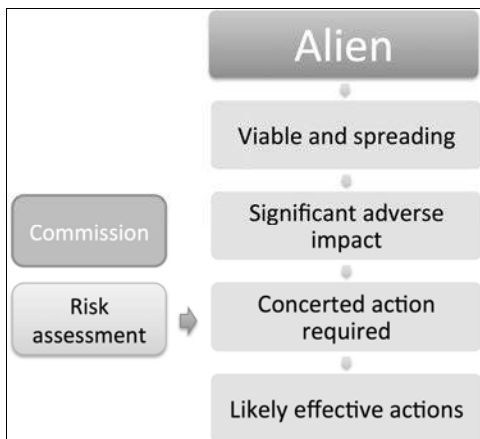 Alien
Viable and spreading
Significant adverse
impact
Commission
Risk
assessment
Concerted action
required
Likely effective actions